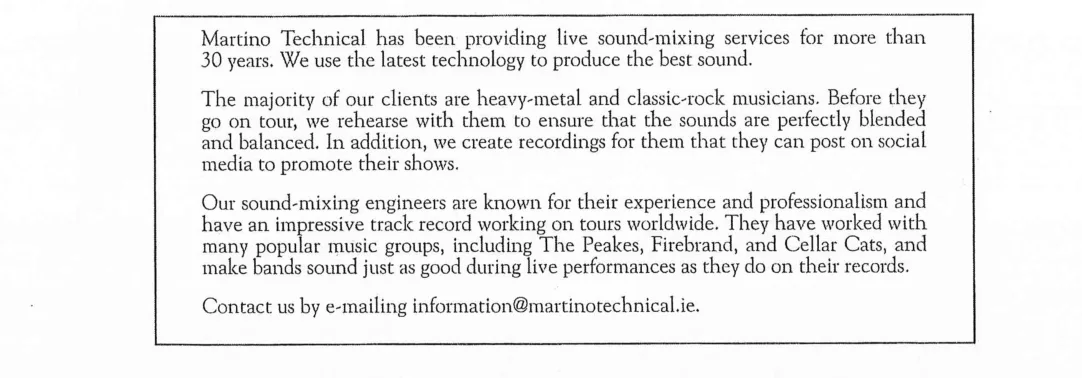 Martino Technical has been providing live sound-mixing services for more than
30 years. We use the latest technology to produce the best sound.
The majority of our clients are heavy-metal and classic-rock musicians. Before they
go on tour, we rehearse with them to ensure that the sounds are perfectly blended
and balanced. In addition, we create recordings for them that they can post on social
media to promote their shows.
Our sound-mixing engineers are known for their experience and professionalism and
have an impressive track record working on tours worldwide. They have worked with
many popular music groups, including The Peakes, Firebrand, and Cellar Cats, and
make bands sound just as good during live performances as they do on their records.
Contact us by e-mailing information@martinotechnical.ie.